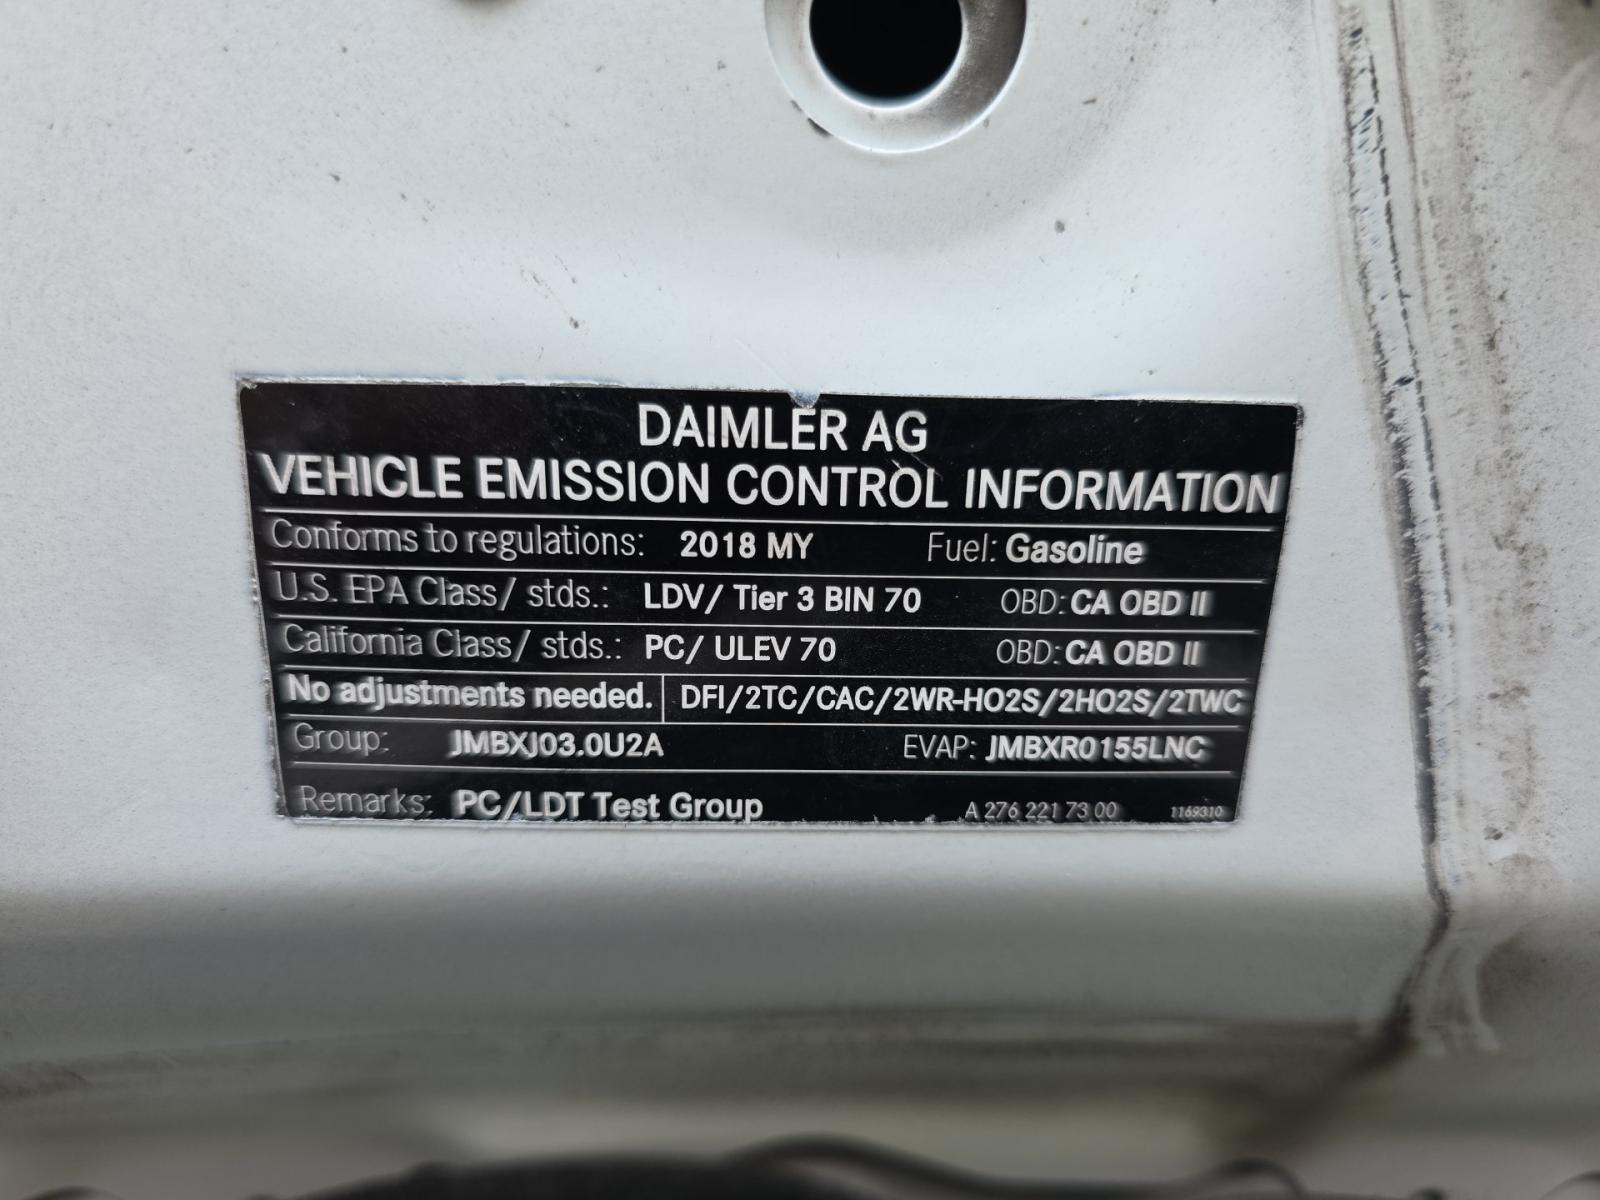 DAIMLER AG
VEHICLE EMISSION CONTROL INFORMATION
Conforms to regulations: 2018 MY Fuel: Gasoline
U.S. EPA Class/ stds.: LDV/ Tier 3 BIN 70 OBD: CA OBD II
California Class/ stds.: PC/ ULEV 70 OBD: CA OBD II
No adjustments needed. DFI/2TC/CAC/2WR-HO2S/2HO2S/2TWC
Group: JMBXJ03.0U2A EVAP: JMBXR0155LNC
Remarks: PC/LDT Test Group A 276 221 73 00 1169310